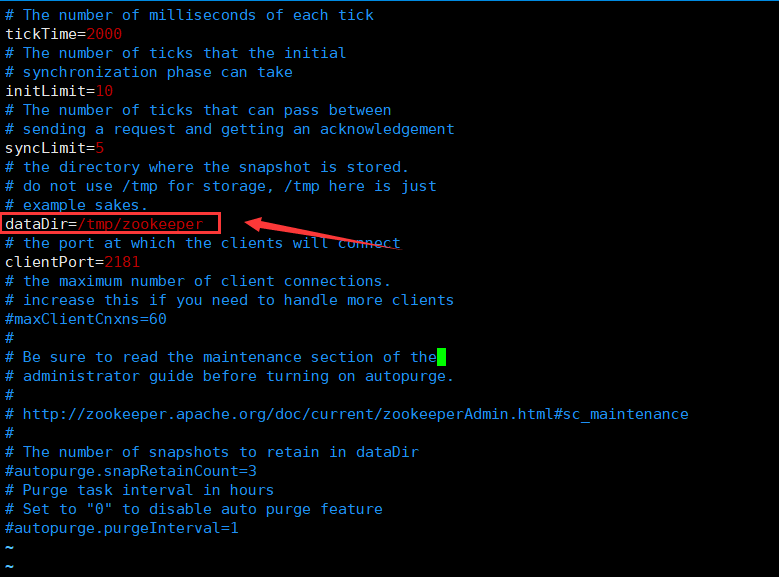 # The number of milliseconds of each tick
tickTime=2000
# The number of ticks that the initial
# synchronization phase can take
initLimit=10
# The number of ticks that can pass between
# sending a request and getting an acknowledgement
syncLimit=5
# the directory where the snapshot is stored.
# do not use /tmp for storage, /tmp here is just
# example sakes.
dataDir=/tmp/zookeeper
# the port at which the clients will connect
clientPort=2181
# the maximum number of client connections.
# increase this if you need to handle more clients
#maxClientCnxns=60
#
# Be sure to read the maintenance section of the
# administrator guide before turning on autopurge.
#
# http://zookeeper.apache.org/doc/current/zookeeperAdmin.html#sc_maintenance
#
# The number of snapshots to retain in dataDir
#autopurge.snapRetainCount=3
# Purge task interval in hours
# Set to "0" to disable auto purge feature
#autopurge.purgeInterval=1
~
~